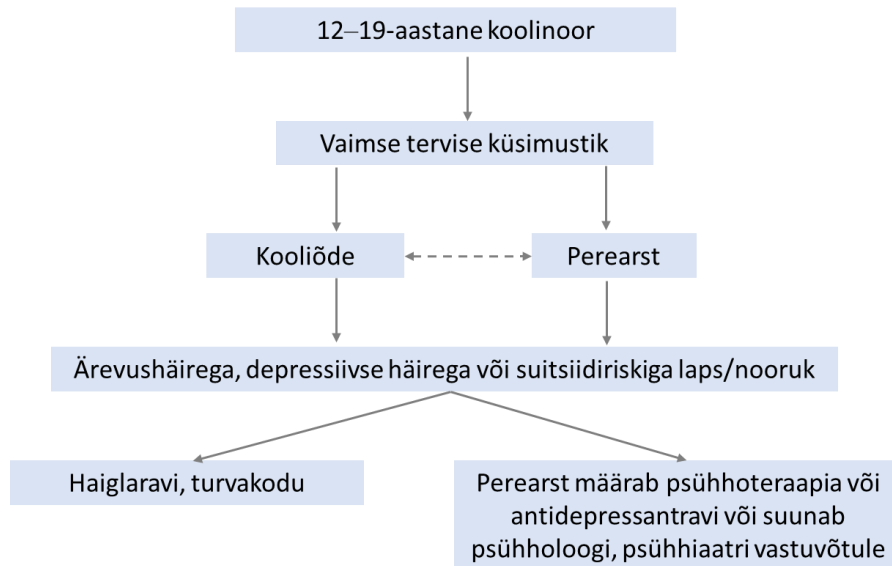 12–19-aastane koolinoor
Vaimse tervise küsimustik
Kooliõde
Perearst
Ärevushäirega, depressiivse häirega või suitsiidiriskiga laps/nooruk
Haiglaravi, turvakodu
Perearst määrab psühhoteraapia või
antidepressantravi või suunab
psühholoogi, psühhiaatri vastuvõtule